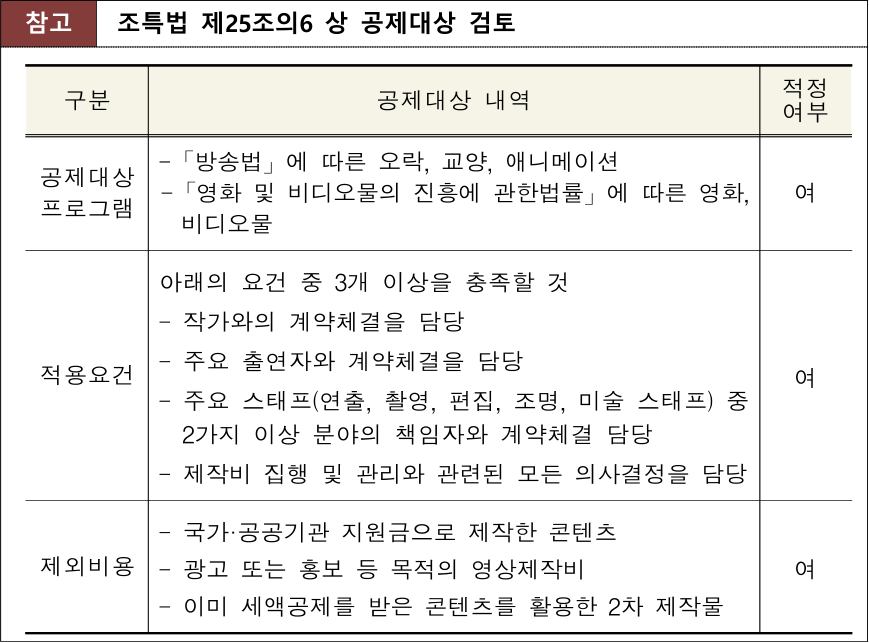 참고 조특법 제25조의6 상 공제대상 검토
구분 공제대상 내역 적정
여부
공제대상
프로그램
-「방송법」에 따른 오락, 교양, 애니메이션
-「영화 및 비디오물의 진흥에 관한법률」에 따른 영화,
비디오물
여
적용요건
아래의 요건 중 3개 이상을 충족할 것
- 작가와의 계약체결을 담당
- 주요 출연자와 계약체결을 담당
- 주요 스태프(연출, 촬영, 편집, 조명, 미술 스태프) 중
2가지 이상 분야의 책임자와 계약체결 담당
- 제작비 집행 및 관리와 관련된 모든 의사결정을 담당
여
제외비용
- 국가·공공기관 지원금으로 제작한 콘텐츠
- 광고 또는 홍보 등 목적의 영상제작비
- 이미 세액공제를 받은 콘텐츠를 활용한 2차 제작물
여